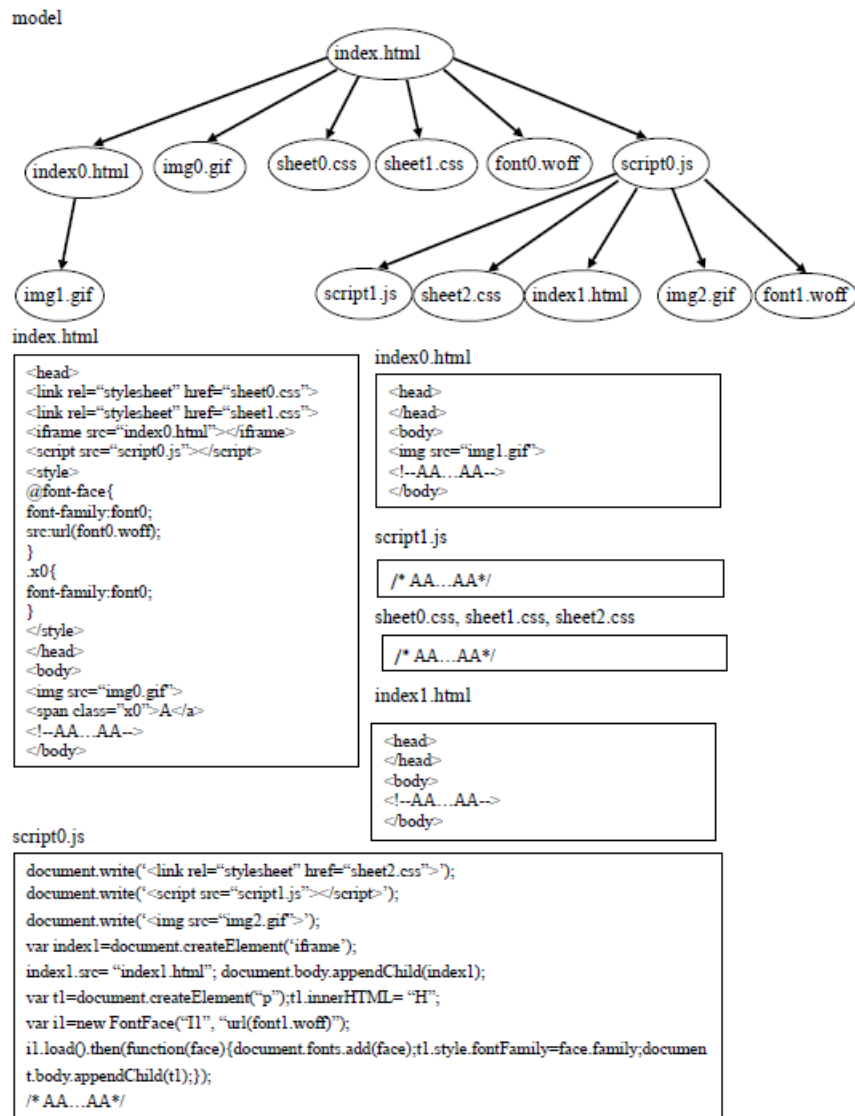 model
index.html
index0.html
img0.gif
sheet0.css
sheet1.css
font0.woff
script0.js
img1.gif
script1.js
sheet2.css
index1.html
img2.gif
font1.woff
index.html
<head>
<link rel=“stylesheet” href=“sheet0.css”>
<link rel=“stylesheet” href=“sheet1.css”>
<iframe src=“index0.html”></iframe>
<script src=“script0.js”></script>
<style>
@font-face{
font-family:font0;
src:url(font0.woff);
}
.x0{
font-family:font0;
}
</style>
</head>
<body>
<img src=“img0.gif”>
<span class=”x0”>A</a>
<!--AA…AA-->
</body>
index0.html
<head>
</head>
<body>
<img src=“img1.gif”>
<!--AA…AA-->
</body>
script1.js
/* AA…AA*/
sheet0.css, sheet1.css, sheet2.css
/* AA…AA*/
index1.html
<head>
</head>
<body>
<!--AA…AA-->
</body>
script0.js
document.write(‘<link rel=“stylesheet” href=“sheet2.css”>’);
document.write(‘<script src=“script1.js”></script>’);
document.write(‘<img src=“img2.gif”>’);
var index1=document.createElement(‘iframe’);
index1.src= “index1.html”; document.body.appendChild(index1);
var t1=document.createElement(“p”);t1.innerHTML= “H”;
var i1=new FontFace(“I1”, “url(font1.woff)”);
i1.load().then(function(face){document.fonts.add(face);t1.style.fontFamily=face.family;documen
t.body.appendChild(t1);});
/* AA…AA*/